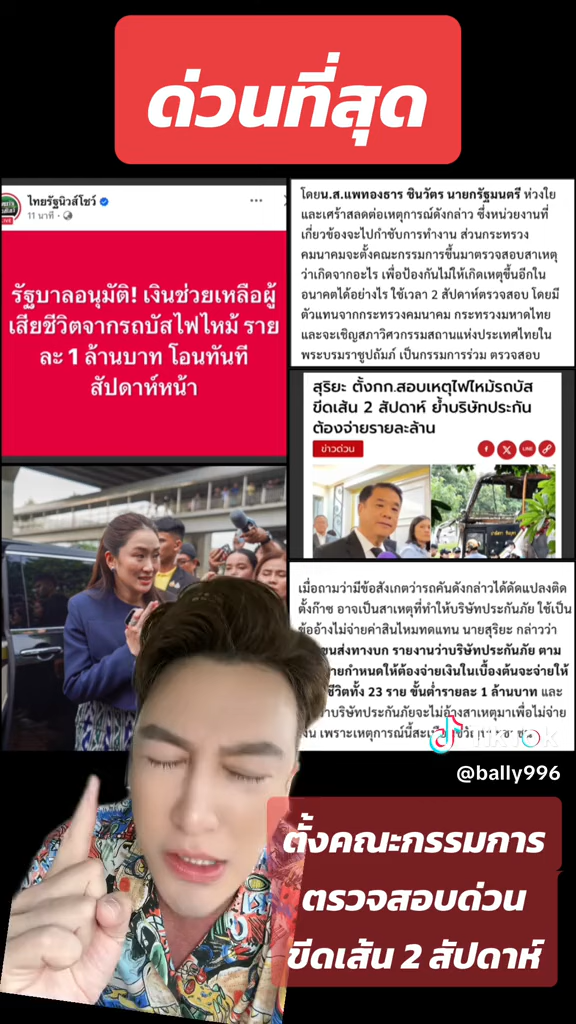 ด่วนที่สุด
ไทยรัฐนิวส์โชว์
11 นาที
LIVE
รัฐบาลอนุมัติ! เงินช่วยเหลือผู้
เสียชีวิตจากรถบัสไฟไหม้ ราย
ละ 1 ล้านบาท โอนทันที
สัปดาห์หน้า
โดยน.ส.แพทองธาร ชินวัตร นายกรัฐมนตรี ห่วงใย
และเศร้าสลดต่อเหตุการณ์ดังกล่าว ซึ่งหน่วยงานที่
เกี่ยวข้องจะไปกำชับการทำงาน ส่วนกระทรวง
คมนาคมจะตั้งคณะกรรมการขึ้นมาตรวจสอบสาเหตุ
ว่าเกิดจากอะไร เพื่อป้องกันไม่ให้เกิดเหตุขึ้นอีกใน
อนาคตได้อย่างไร ใช้เวลา 2 สัปดาห์ตรวจสอบ โดยมี
ตัวแทนจากกระทรวงคมนาคม กระทรวงมหาดไทย
และจะเชิญสภาวิศวกรรมสถานแห่งประเทศไทยใน
พระบรมราชูปถัมภ์ เป็นกรรมการร่วม ตรวจสอบ
สุริยะ ตั้งกก.สอบเหตุไฟไหม้รถบัส
ขีดเส้น 2 สัปดาห์ ย้ำบริษัทประกัน
ต้องจ่ายรายละล้าน
ข่าวด่วน
LINE
เมื่อถามว่ามีข้อสังเกตว่ารถคันดังกล่าวได้ดัดแปลงติด
ตั้งก๊าซ อาจเป็นสาเหตุที่ทำให้บริษัทประกันภัย ใช้เป็น
ข้ออ้างไม่จ่ายค่าสินไหมทดแทน นายสุริยะ กล่าวว่า
ขนส่งทางบก รายงานว่าบริษัทประกันภัย ตาม
กำหนดให้ต้องจ่ายเงินในเบื้องต้นจะจ่ายให้
ชีวิตทั้ง 23 ราย ขั้นต่ำรายละ 1 ล้านบาท และ
บริษัทประกันภัยจะไม่อ้างสาเหตุมาเพื่อไม่จ่าย
เพราะเหตุการณ์นี้
TikTok
@bally996
ตั้งคณะกรรมการ
ตรวจสอบด่วน
ขีดเส้น 2 สัปดาห์